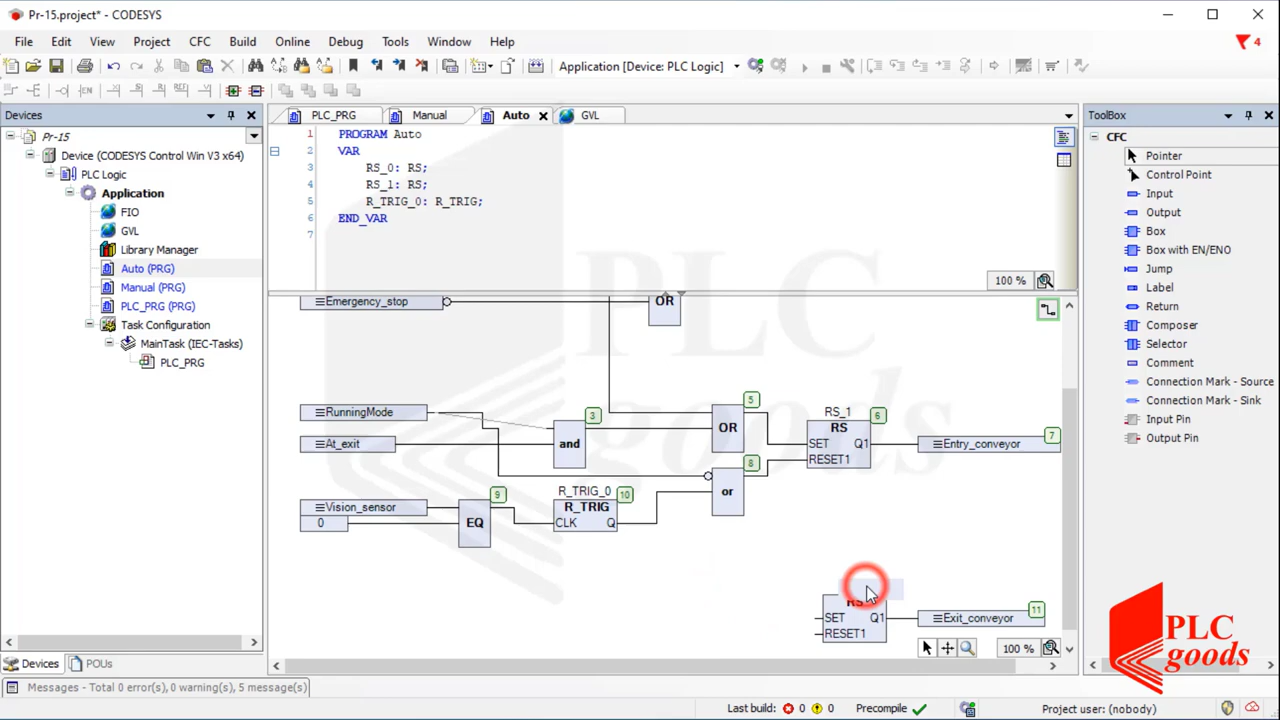 Pr-15.project* - CODESYS
File Edit View Project CFC Build Online Debug Tools Window Help
4
Application [Device: PLC Logic]
Devices
Pr-15
Device (CODESYS Control Win V3 x64)
PLC Logic
Application
FIO
GVL
Library Manager
Auto (PRG)
Manual (PRG)
PLC_PRG (PRG)
Task Configuration
MainTask (IEC-Tasks)
PLC_PRG
Devices POUs
PLC_PRG Manual Auto GVL
1 PROGRAM Auto
2 VAR
3 RS_0: RS;
4 RS_1: RS;
5 R_TRIG_0: R_TRIG;
6 END_VAR
7
100 %
Emergency_stop OR
RunningMode
At_exit
3
and
5
OR
RS_1
6
RS
SET Q1
RESET1
7
Entry_conveyor
8
or
Vision_sensor
0
9
EQ
R_TRIG_0
10
R_TRIG
CLK Q
SET Q1
RESET1
11
Exit_conveyor
100 %
PLC
goods
ToolBox
CFC
Pointer
Control Point
Input
Output
Box
Box with EN/ENO
Jump
Label
Return
Composer
Selector
Comment
Connection Mark - Source
Connection Mark - Sink
Input Pin
Output Pin
PLC
goods
Messages - Total 0 error(s), 0 warning(s), 5 message(s)
Last build: 0 0 Precompile Project user: (nobody)